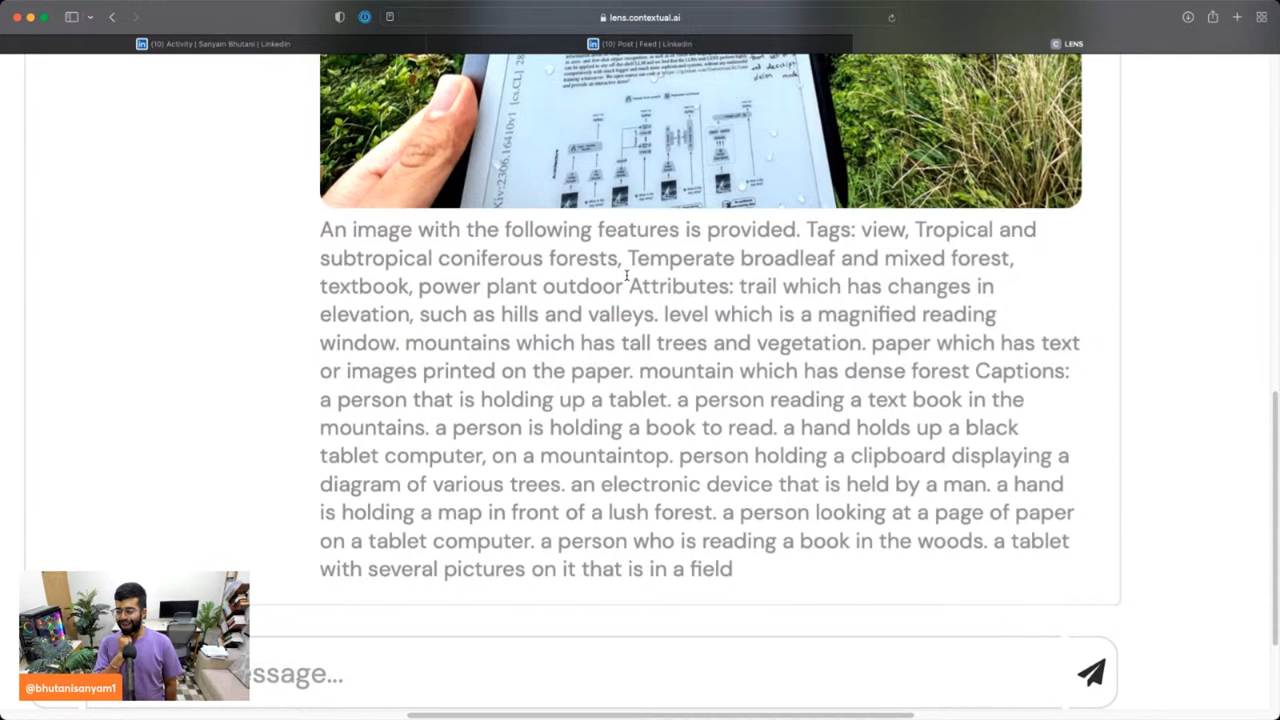 lens.contextual.ai
(10) Activity | Sanyam Bhutani | LinkedIn
(10) Post | Feed | LinkedIn
C LENS
arXiv:2306.16410v1 [cs.CL] 28
An image with the following features is provided. Tags: view, Tropical and
subtropical coniferous forests, Temperate broadleaf and mixed forest,
textbook, power plant outdoor Attributes: trail which has changes in
elevation, such as hills and valleys. level which is a magnified reading
window. mountains which has tall trees and vegetation. paper which has text
or images printed on the paper. mountain which has dense forest Captions:
a person that is holding up a tablet. a person reading a text book in the
mountains. a person is holding a book to read. a hand holds up a black
tablet computer, on a mountaintop. person holding a clipboard displaying a
diagram of various trees. an electronic device that is held by a man. a hand
is holding a map in front of a lush forest. a person looking at a page of paper
on a tablet computer. a person who is reading a book in the woods. a tablet
with several pictures on it that is in a field
ssage...
@bhutanisanyam1